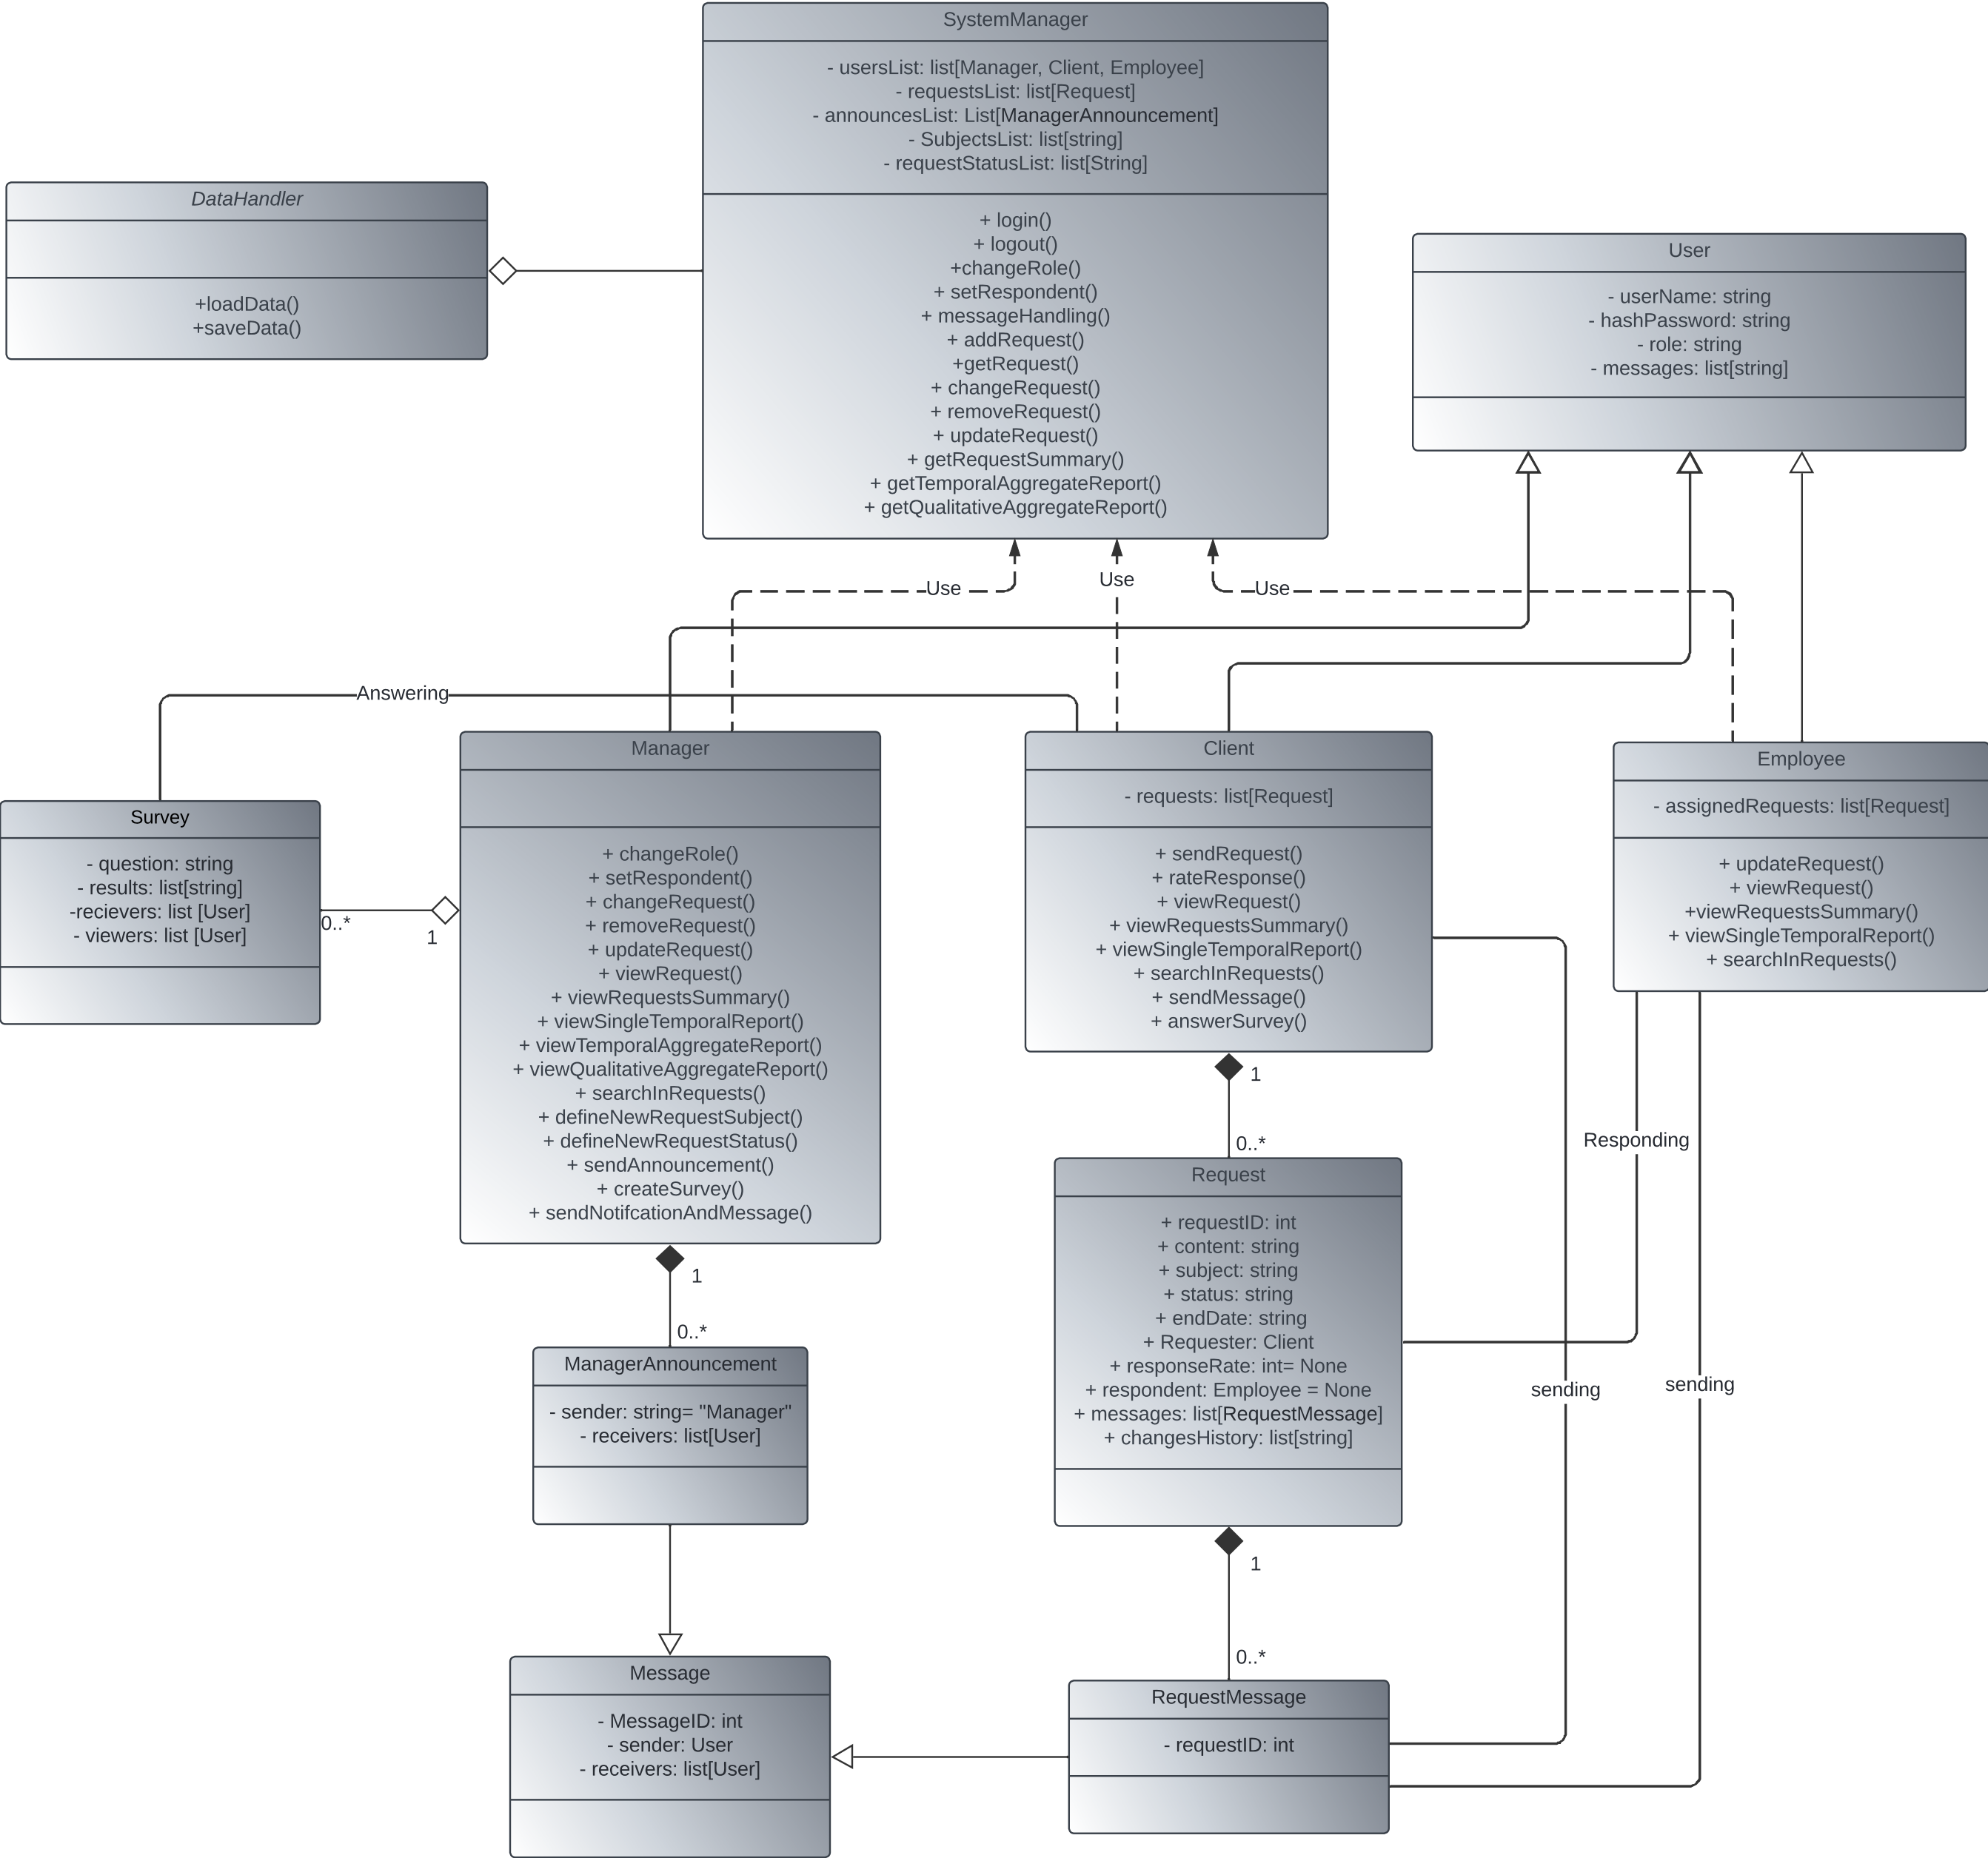 SystemManager
- usersList: list[Manager, Client, Employee]
- requestsList: list[Request]
- announcesList: List[ManagerAnnouncement]
- SubjectsList: list[string]
- requestStatusList: list[String]
+ login()
+ logout()
+changeRole()
+ setRespondent()
+ messageHandling()
+ addRequest()
+getRequest()
+ changeRequest()
+ removeRequest()
+ updateRequest()
+ getRequestSummary()
+ getTemporalAggregateReport()
+ getQualitativeAggregateReport()
DataHandler
+loadData()
+saveData()
User
- userName: string
- hashPassword: string
- role: string
- messages: list[string]
Use
Use
Use
Answering
Survey
- question: string
- results: list[string]
-recievers: list [User]
- viewers: list [User]
0..*
1
Manager
+ changeRole()
+ setRespondent()
+ changeRequest()
+ removeRequest()
+ updateRequest()
+ viewRequest()
+ viewRequestsSummary()
+ viewSingleTemporalReport()
+ viewTemporalAggregateReport()
+ viewQualitativeAggregateReport()
+ searchInRequests()
+ defineNewRequestSubject()
+ defineNewRequestStatus()
+ sendAnnouncement()
+ createSurvey()
+ sendNotifcationAndMessage()
Client
- requests: list[Request]
+ sendRequest()
+ rateResponse()
+ viewRequest()
+ viewRequestsSummary()
+ viewSingleTemporalReport()
+ searchInRequests()
+ sendMessage()
+ answerSurvey()
Employee
- assignedRequests: list[Request]
+ updateRequest()
+ viewRequest()
+viewRequestsSummary()
+ viewSingleTemporalReport()
+ searchInRequests()
1
0..*
Responding
Request
+ requestID: int
+ content: string
+ subject: string
+ status: string
+ endDate: string
+ Requester: Client
+ responseRate: int= None
+ respondent: Employee = None
+ messages: list[RequestMessage]
+ changesHistory: list[string]
sending
sending
1
0..*
ManagerAnnouncement
- sender: string= "Manager"
- receivers: list[User]
1
0..*
Message
- MessageID: int
- sender: User
- receivers: list[User]
RequestMessage
- requestID: int